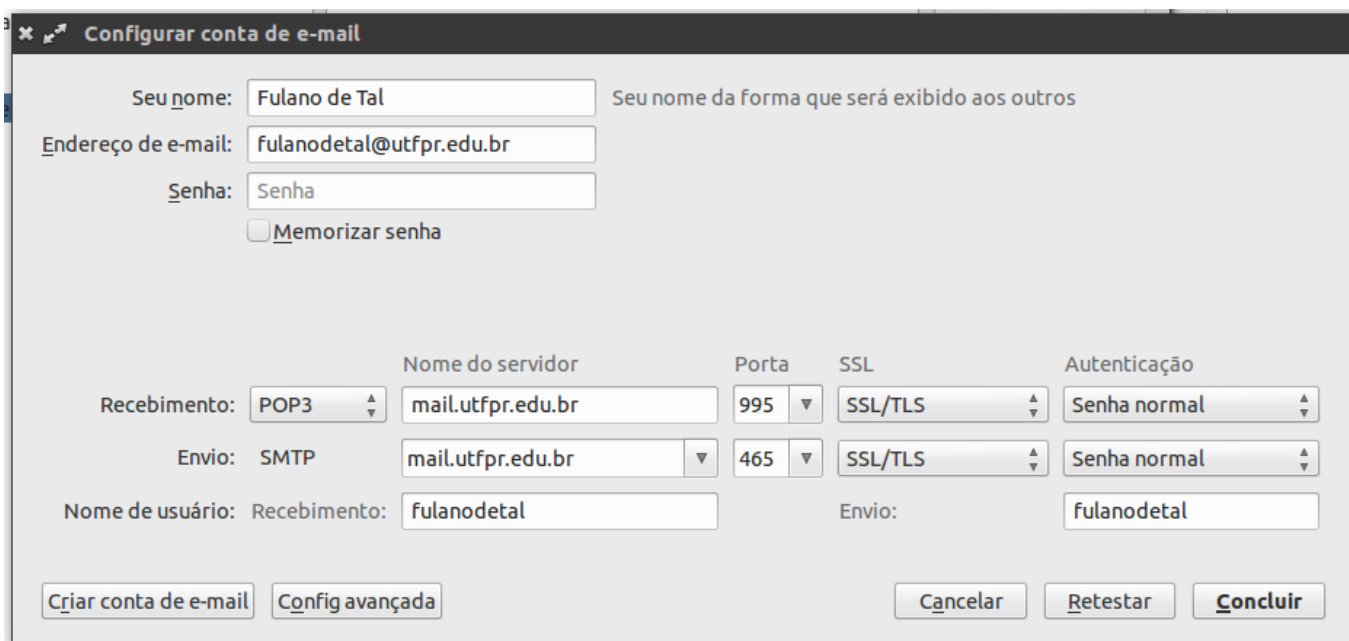 Configurar conta de e-mail
Seu nome: Fulano de Tal Seu nome da forma que será exibido aos outros
Endereço de e-mail: fulanodetal@utfpr.edu.br
Senha: Senha
Memorizar senha
Nome do servidor Porta SSL Autenticação
Recebimento: POP3 mail.utfpr.edu.br 995 SSL/TLS Senha normal
Envio: SMTP mail.utfpr.edu.br 465 SSL/TLS Senha normal
Nome de usuário: Recebimento: fulanodetal Envio: fulanodetal
Criar conta de e-mail Config avançada Cancelar Retestar Concluir